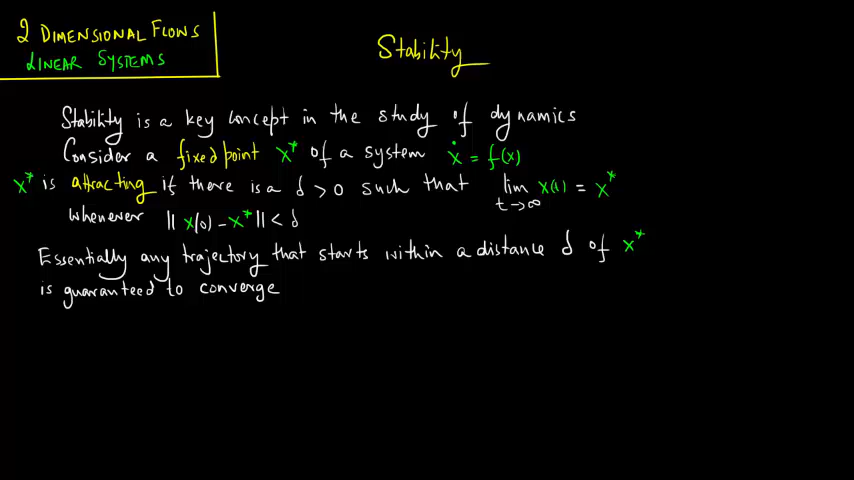 2 DIMENSIONAL FLOWS
LINEAR SYSTEMS
Stability
Stability is a key concept in the study of dynamics
Consider a fixed point x* of a system ẋ = f(x)
x* is attracting if there is a δ > 0 such that lim t→∞ x(t) = x*
whenever || x(0) - x* || < δ
Essentially any trajectory that starts within a distance δ of x*
is guaranteed to converge